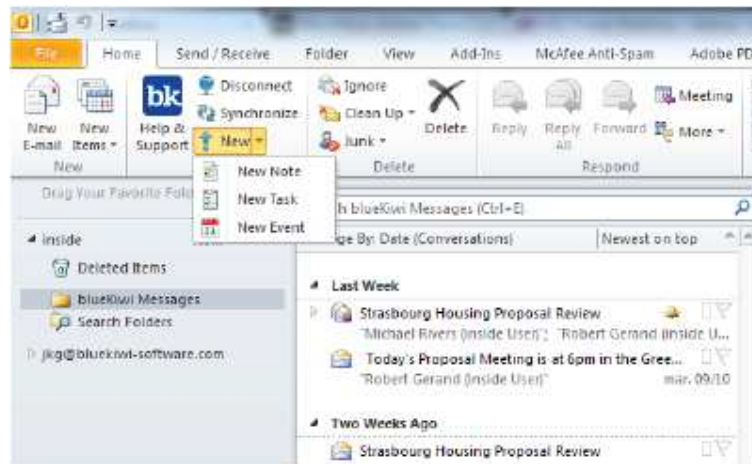 File Home Send / Receive Folder View Add-Ins McAfee Anti-Spam Adobe PD
New E-mail
New Items
bk
Help & Support
Disconnect
Synchronize
New
Ignore
Clean Up
Junk
Delete
Reply
Reply All
Forward
Meeting
More
New Delete Respond
New Note
New Task
New Event
Drag Your Favorite Fol
h blueKiwi Messages (Ctrl+E)
inside
ge By: Date (Conversations) Newest on top
Deleted Items
blueKiwi Messages
Search Folders
jkg@bluekiwi-software.com
Last Week
Strasbourg Housing Proposal Review
"Michael Rivers (Inside User)"; "Robert Gerand (Inside U...
Today's Proposal Meeting is at 6pm in the Gree...
"Robert Gerand (Inside User)" mar. 09/10
Two Weeks Ago
Strasbourg Housing Proposal Review